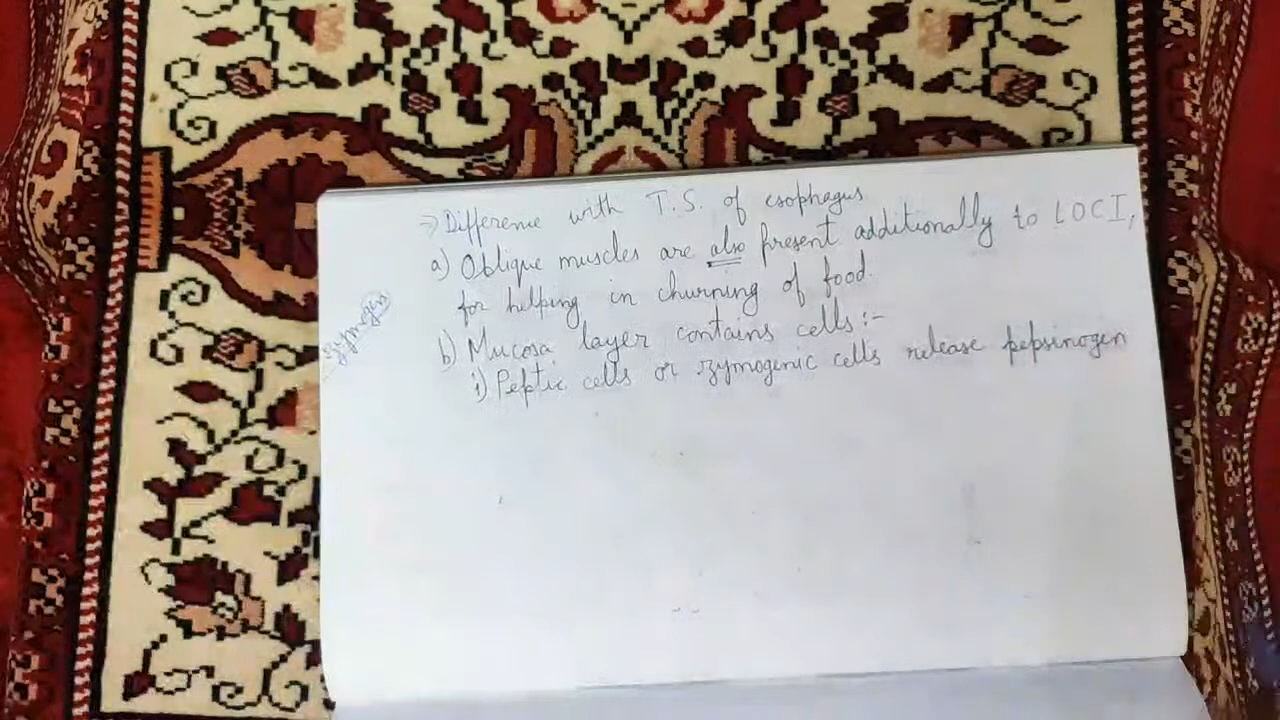 → Difference with T.S. of esophagus
a) Oblique muscles are also present additionally to LOCI,
for helping in churning of food.
b) Mucosa layer contains cells :-
i) Peptic cells or zymogenic cells release pepsinogen
zymogen